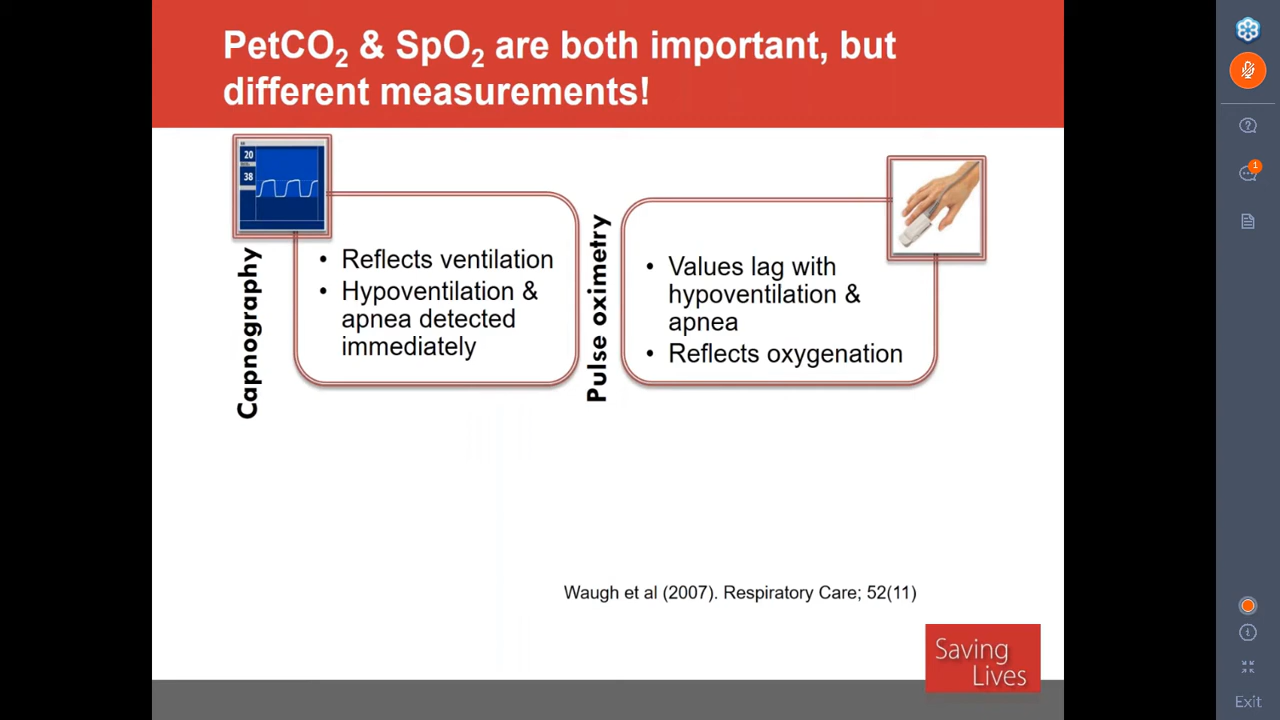 PetCO₂ & SpO₂ are both important, but
different measurements!
20
38
Capnography
• Reflects ventilation
• Hypoventilation &
apnea detected
immediately
Pulse oximetry
• Values lag with
hypoventilation &
apnea
• Reflects oxygenation
Waugh et al (2007). Respiratory Care; 52(11)
Saving
Lives
1
Exit